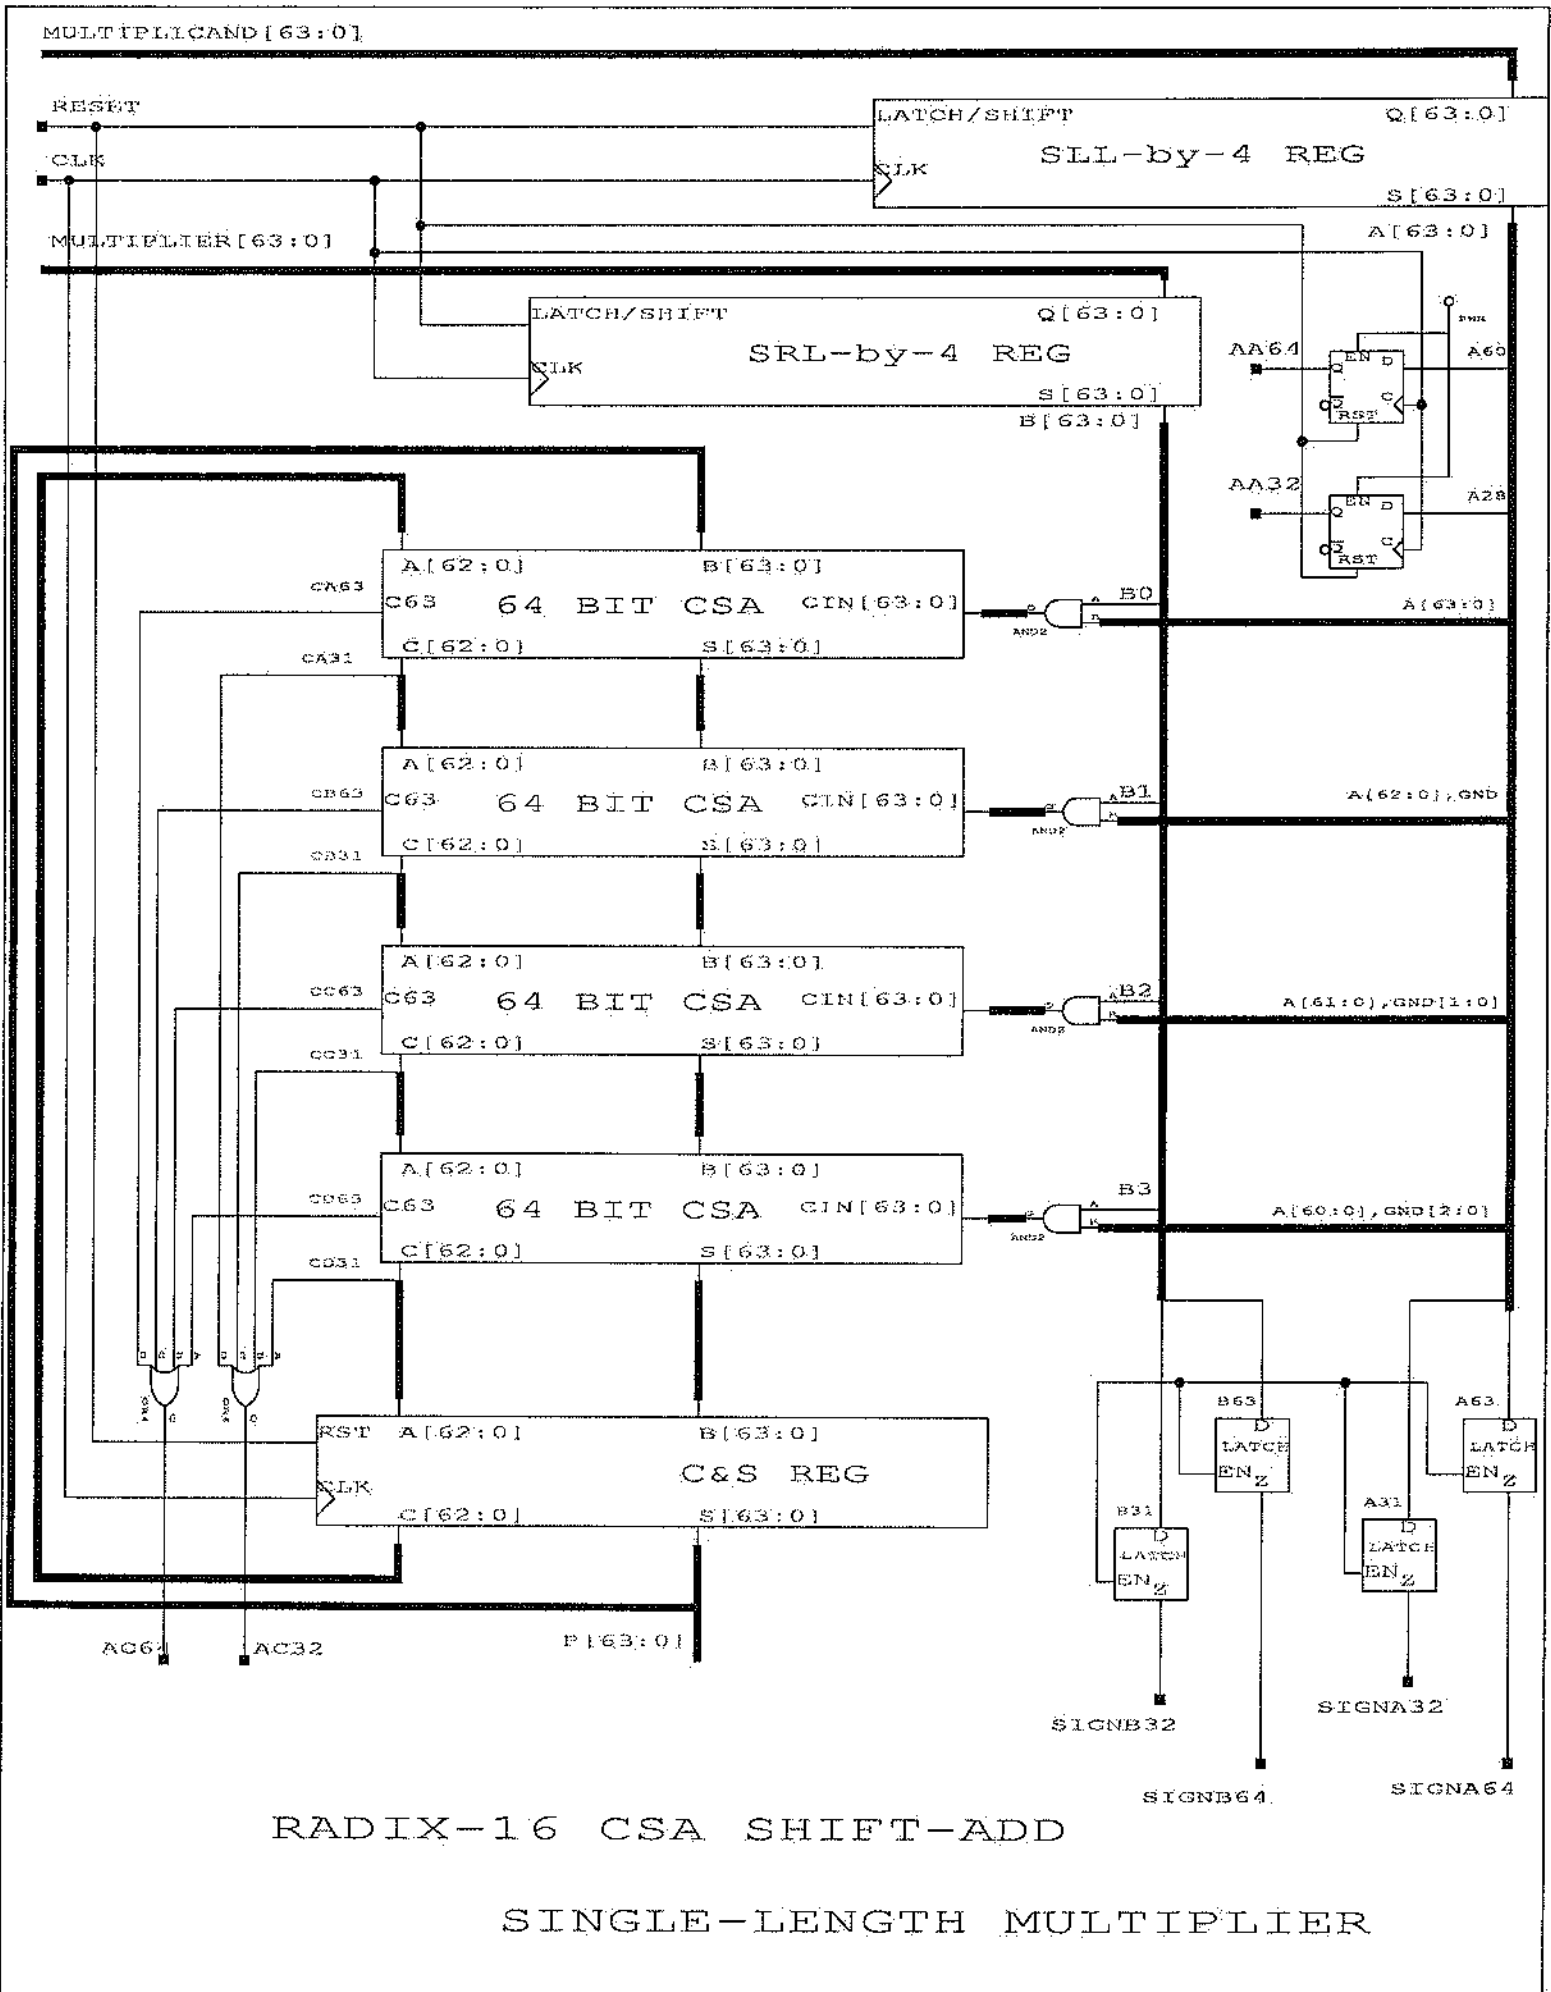 MULTIPLICAND[63:0]
RESET
LATCH/SHIFT Q[63:0]
SLL-by-4 REG
CLK
CLK
S[63:0]
MULTIPLIER[63:0]
A[63:0]
LATCH/SHIFT Q[63:0]
SRL-by-4 REG
CLK
S[63:0]
B[63:0]
AA64
EN D
Q
C
RST
A60
AA32
EN D
Q
C
RST
A28
A[62:0] B[63:0]
CA63
C63 64 BIT CSA CIN[63:0]
C[62:0] S[63:0]
AND2
B0
A[63:0]
CA31
A[62:0] B[63:0]
CB63
C63 64 BIT CSA CIN[63:0]
C[62:0] S[63:0]
AND2
B1
A[62:0],GND
CB31
A[62:0] B[63:0]
CC63
C63 64 BIT CSA CIN[63:0]
C[62:0] S[63:0]
AND2
B2
A[61:0],GND[1:0]
CC31
A[62:0] B[63:0]
CD63
C63 64 BIT CSA CIN[63:0]
C[62:0] S[63:0]
AND2
B3
A[60:0],GND[2:0]
CD31
RST A[62:0] B[63:0]
C&S REG
CLK
C[62:0] S[63:0]
B63
D
LATCH
EN Z
A63
D
LATCH
EN Z
B31
D
LATCH
EN Z
A31
D
LATCH
EN Z
AC32
P[63:0]
SIGNB32
SIGNA32
SIGNB64
SIGNA64
RADIX-16 CSA SHIFT-ADD
SINGLE-LENGTH MULTIPLIER